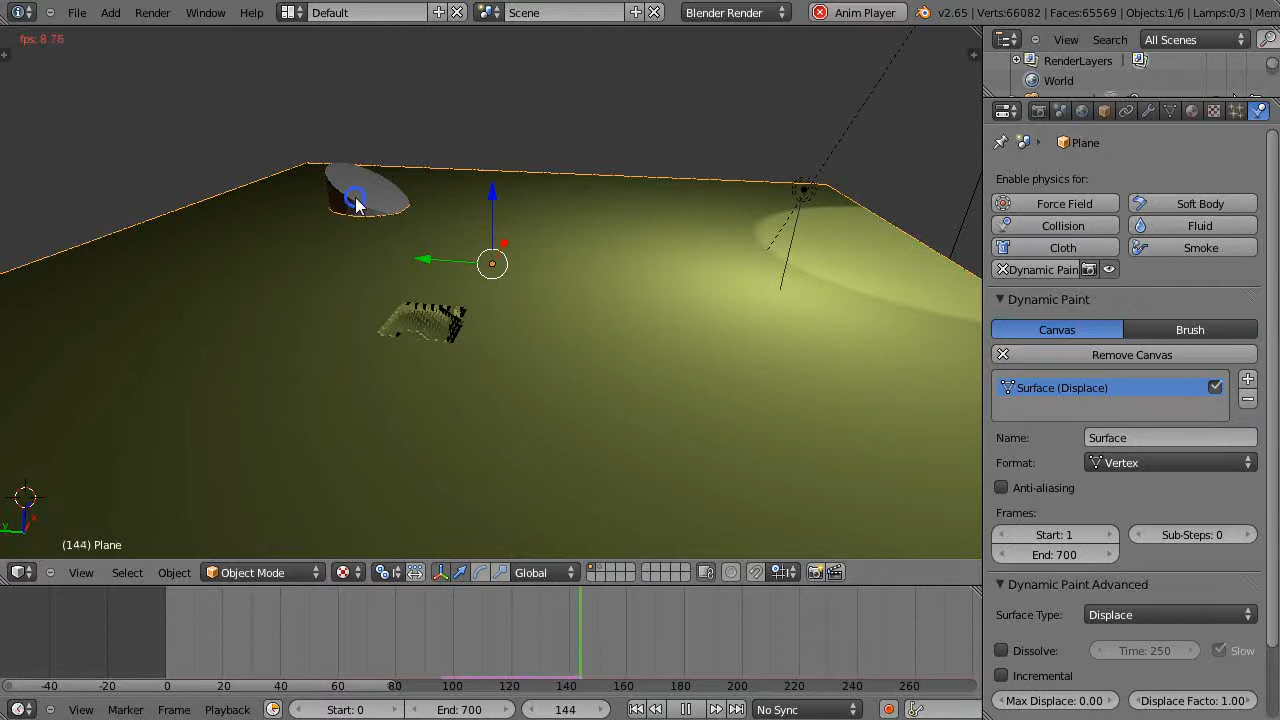 File Add Render Window Help Default Scene Blender Render Anim Player v2.65 | Verts:66082 | Faces:65569 | Objects:1/6 | Lamps:0/3 | Mem
fps: 8.76
View Search All Scenes
RenderLayers
World
Plane
Enable physics for:
Force Field Soft Body
Collision Fluid
Cloth Smoke
Dynamic Pain
Dynamic Paint
Canvas Brush
Remove Canvas
Surface (Displace)
Name: Surface
Format: Vertex
Anti-aliasing
Frames:
Start: 1 Sub-Steps: 0
End: 700
(144) Plane
View Select Object Object Mode Global
Dynamic Paint Advanced
Surface Type: Displace
Dissolve: Time: 250 Slow
Incremental
Max Displace: 0.00 Displace Facto: 1.00
-40 -20 0 20 40 60 80 100 120 140 160 180 200 220 240 260
View Marker Frame Playback Start: 0 End: 700 144 No Sync